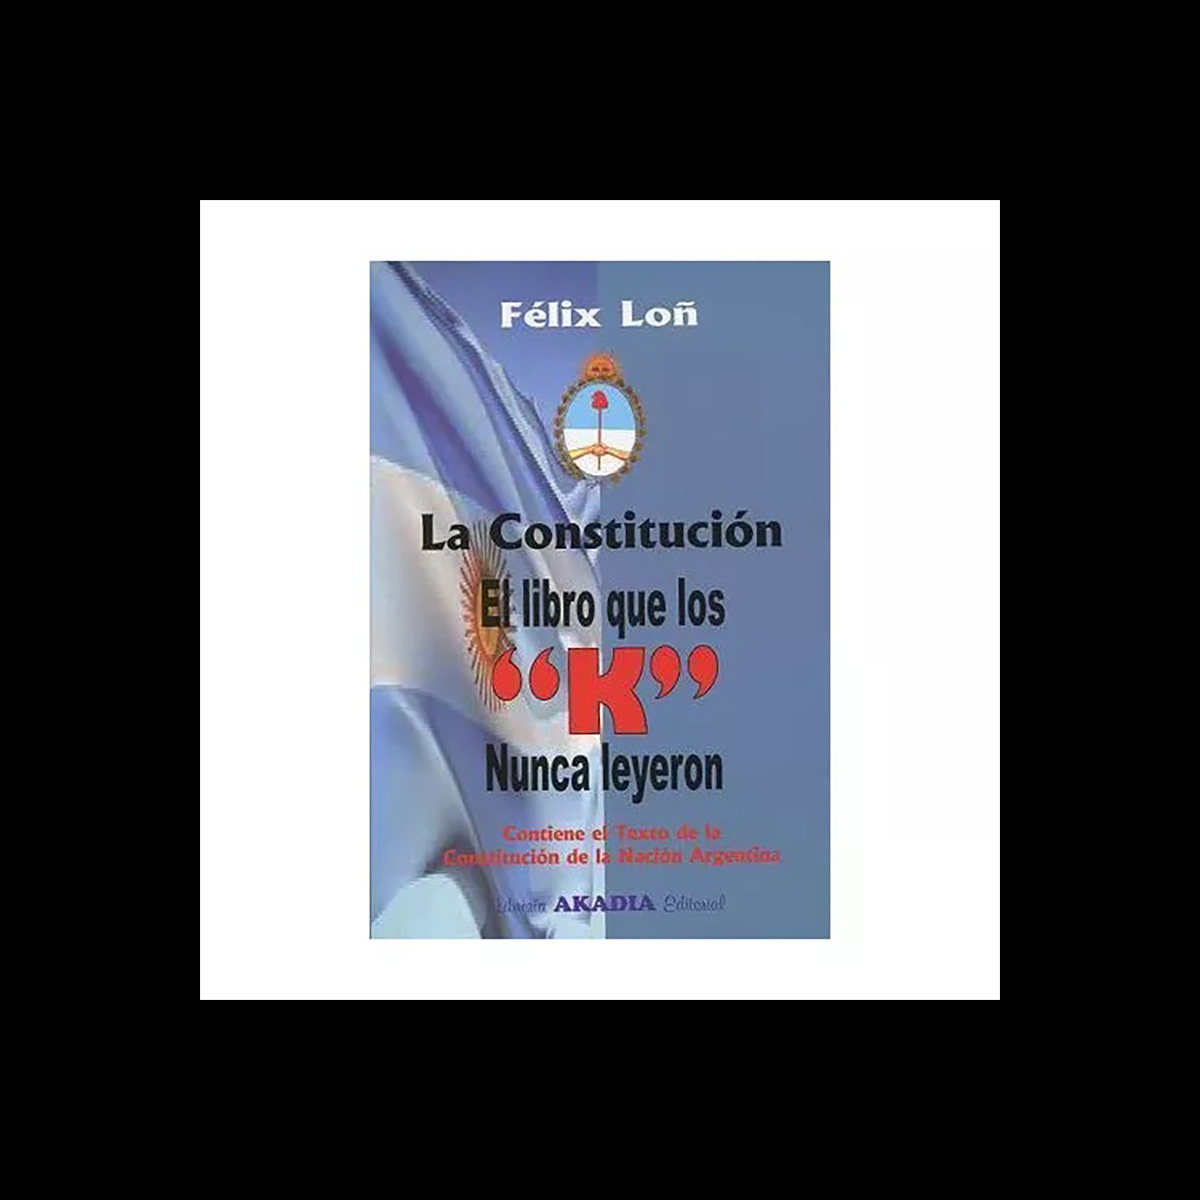 Félix Loñ
La Constitución
El libro que los
“K”
Nunca leyeron
Contiene el Texto de la
Constitución de la Nación Argentina
Librería AKADIA Editorial